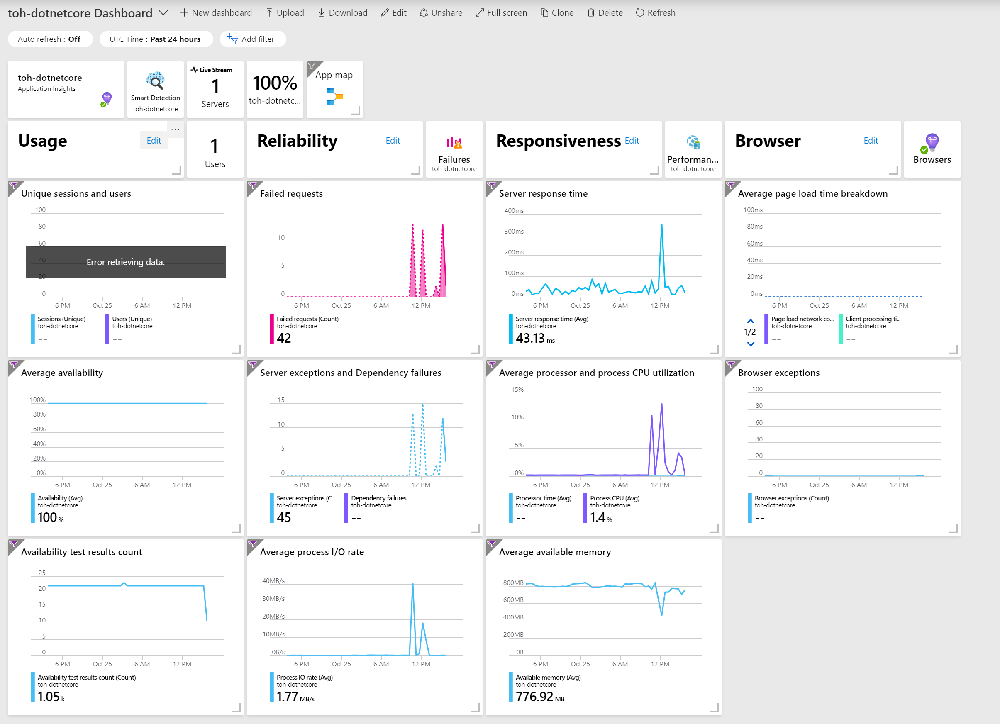 toh-dotnetcore Dashboard
New dashboard
Upload
Download
Edit
Unshare
Full screen
Clone
Delete
Refresh
Auto refresh : Off
UTC Time : Past 24 hours
Add filter
toh-dotnetcore
Application Insights
Smart Detection
toh-dotnetcore
Live Stream
1
Servers
100%
toh-dotnetc...
App map
Usage
Edit
...
1
Users
Reliability
Edit
Failures
toh-dotnetcore
Responsiveness
Edit
Performan...
toh-dotnetcore
Browser
Edit
Browsers
Unique sessions and users
100
80
60
40
20
0
Error retrieving data.
6 PM
Oct 25
6 AM
12 PM
Sessions (Unique)
toh-dotnetcore
--
Users (Unique)
toh-dotnetcore
--
Failed requests
10
5
0
6 PM
Oct 25
6 AM
12 PM
Failed requests (Count)
toh-dotnetcore
42
Server response time
400ms
300ms
200ms
100ms
0ms
6 PM
Oct 25
6 AM
12 PM
Server response time (Avg)
toh-dotnetcore
43.13 ms
Average page load time breakdown
100ms
80ms
60ms
40ms
20ms
0ms
6 PM
Oct 25
6 AM
12 PM
1/2
Page load network co...
toh-dotnetcore
--
Client processing ti...
toh-dotnetcore
--
Average availability
100%
80%
60%
40%
20%
0%
6 PM
Oct 25
6 AM
12 PM
Availability (Avg)
toh-dotnetcore
100 %
Server exceptions and Dependency failures
15
10
5
0
6 PM
Oct 25
6 AM
12 PM
Server exceptions (C...
toh-dotnetcore
45
Dependency failures ...
toh-dotnetcore
--
Average processor and process CPU utilization
15%
10%
5%
0%
6 PM
Oct 25
6 AM
12 PM
Processor time (Avg)
toh-dotnetcore
--
Process CPU (Avg)
toh-dotnetcore
1.4 %
Browser exceptions
100
80
60
40
20
0
6 PM
Oct 25
6 AM
12 PM
Browser exceptions (Count)
toh-dotnetcore
--
Availability test results count
25
20
15
10
5
0
6 PM
Oct 25
6 AM
12 PM
Availability test results count (Count)
toh-dotnetcore
1.05 k
Average process I/O rate
40MB/s
30MB/s
20MB/s
10MB/s
0B/s
6 PM
Oct 25
6 AM
12 PM
Process IO rate (Avg)
toh-dotnetcore
1.77 MB/s
Average available memory
800MB
600MB
400MB
200MB
0B
6 PM
Oct 25
6 AM
12 PM
Available memory (Avg)
toh-dotnetcore
776.92 MB